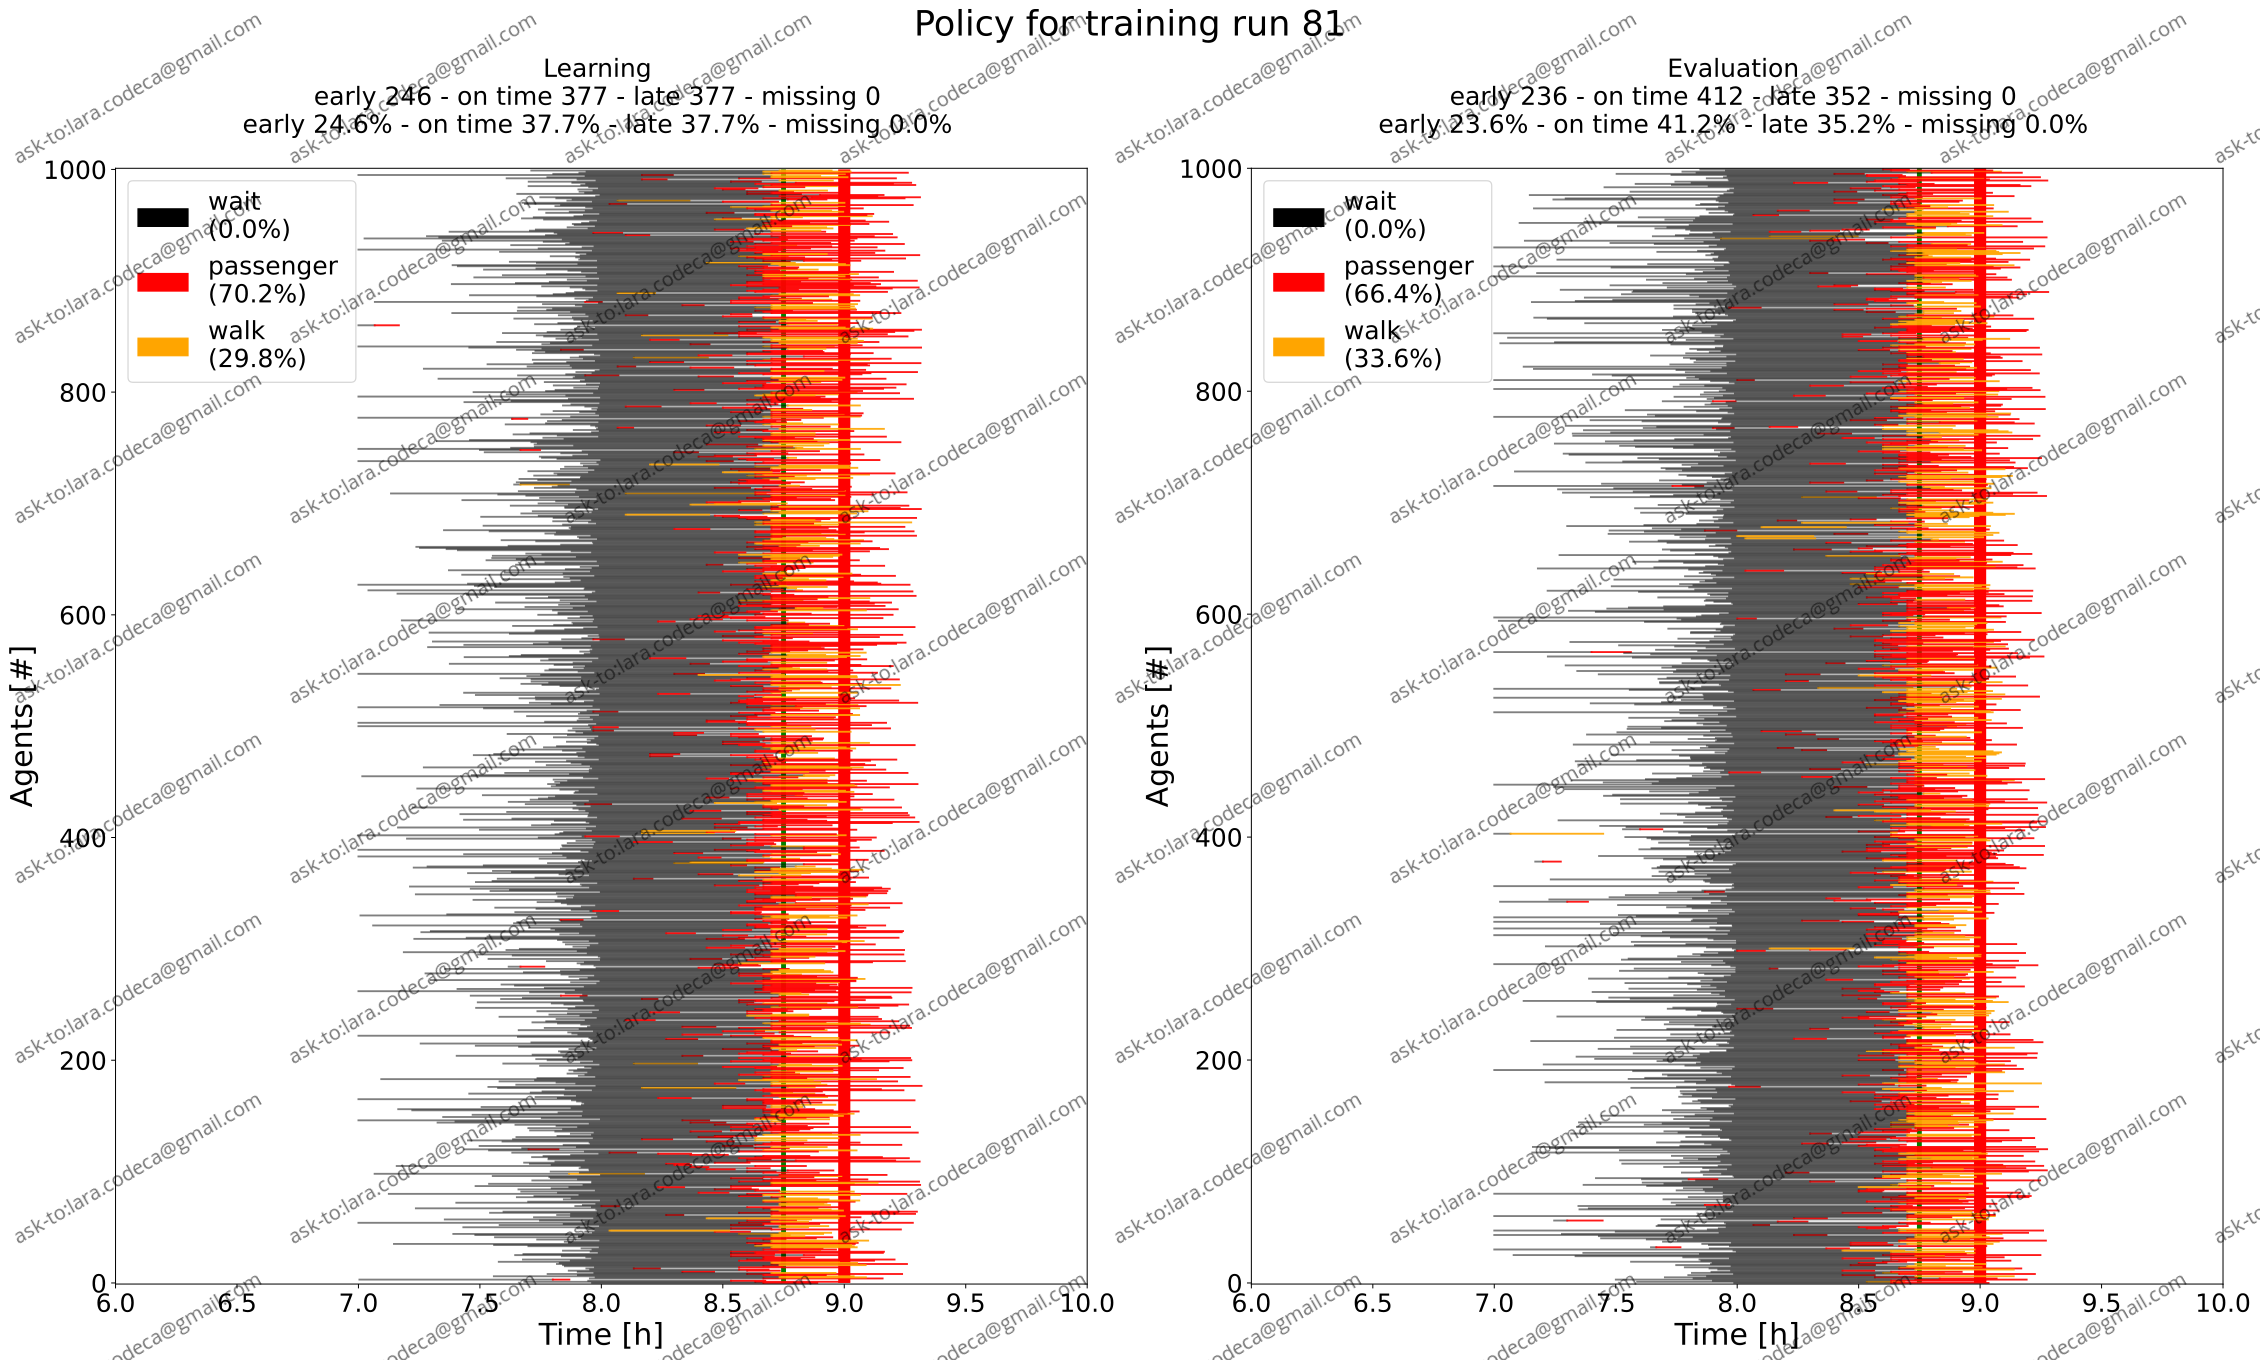 Policy for training run 81
Learning
early 246 - on time 377 - late 377 - missing 0
early 24.6% - on time 37.7% - late 37.7% - missing 0.0%
wait
(0.0%)
passenger
(70.2%)
walk
(29.8%)
Agents [#]
1000
800
600
400
200
0
6.0 6.5 7.0 7.5 8.0 8.5 9.0 9.5 10.0
Time [h]
Evaluation
early 236 - on time 412 - late 352 - missing 0
early 23.6% - on time 41.2% - late 35.2% - missing 0.0%
wait
(0.0%)
passenger
(66.4%)
walk
(33.6%)
Agents [#]
1000
800
600
400
200
0
6.0 6.5 7.0 7.5 8.0 8.5 9.0 9.5 10.0
Time [h]
ask-to:lara.codeca@gmail.com